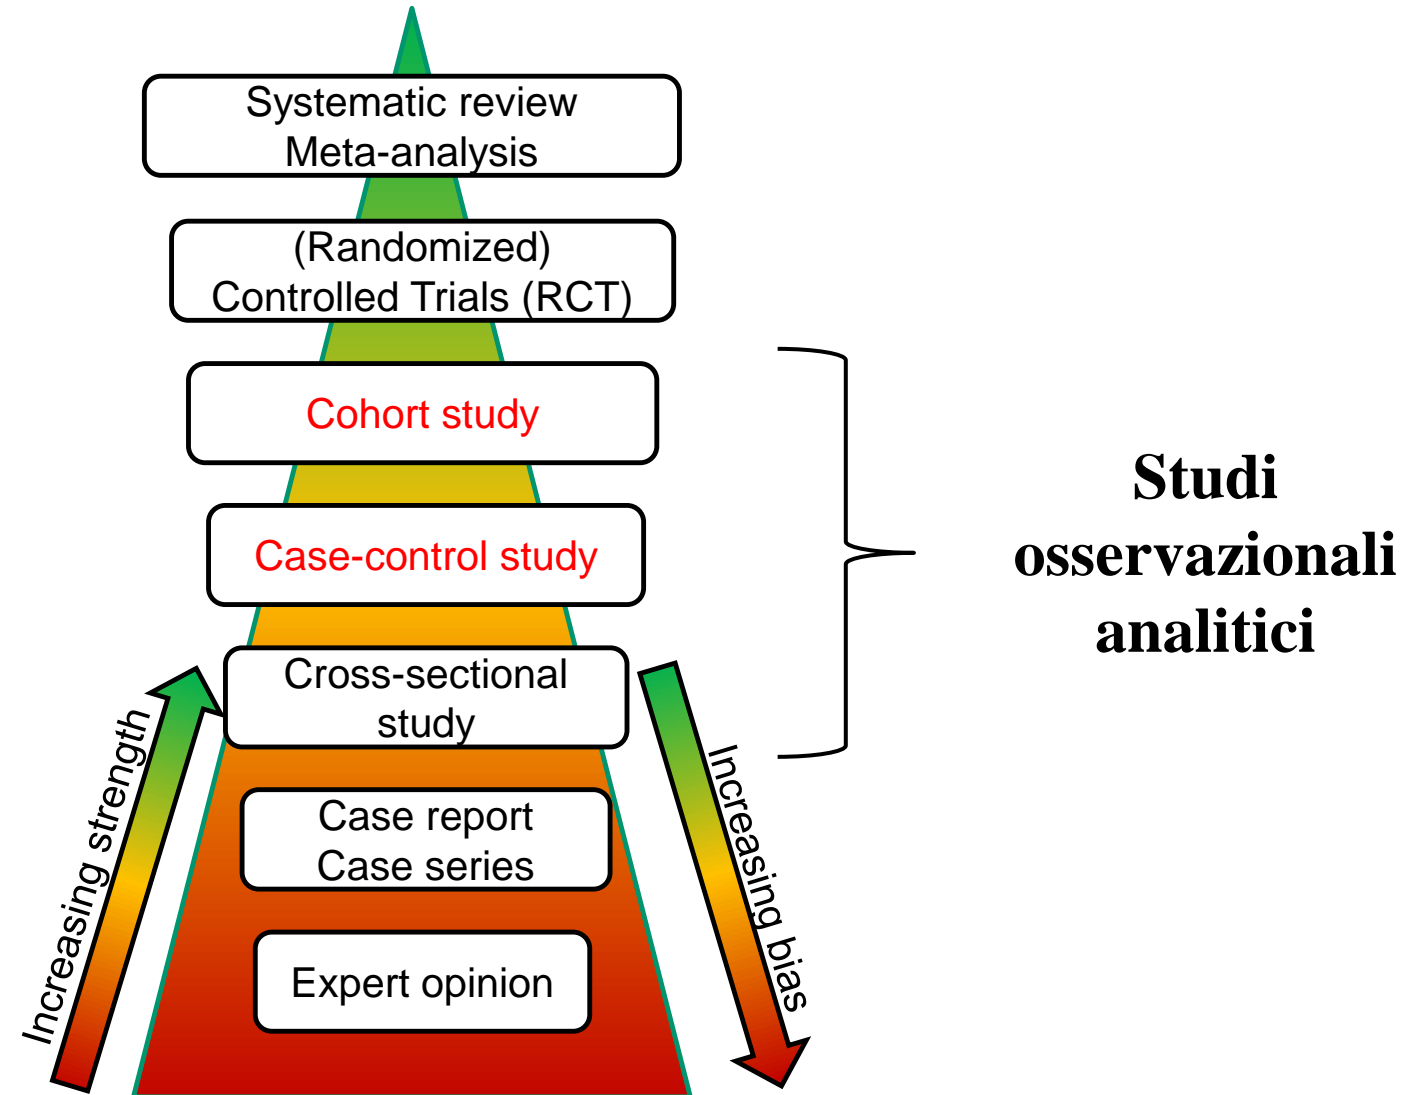 Systematic review
Meta-analysis
(Randomized)
Controlled Trials (RCT)
Cohort study
Case-control study
Cross-sectional
study
Case report
Case series
Expert opinion
Increasing strength
Increasing bias
Studi
osservazionali
analitici